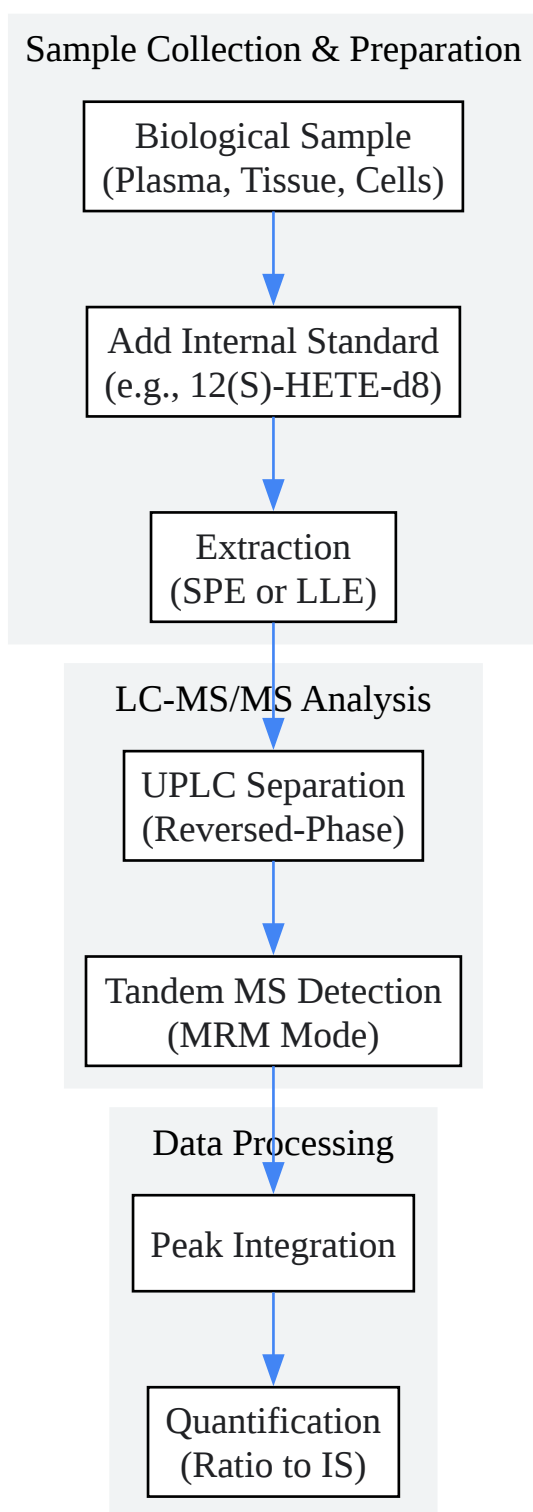 Sample Collection & Preparation
Biological Sample
(Plasma, Tissue, Cells)
Add Internal Standard
(e.g., 12(S)-HETE-d8)
Extraction
(SPE or LLE)
LC-MS/MS Analysis
UPLC Separation
(Reversed-Phase)
Tandem MS Detection
(MRM Mode)
Data Processing
Peak Integration
Quantification
(Ratio to IS)